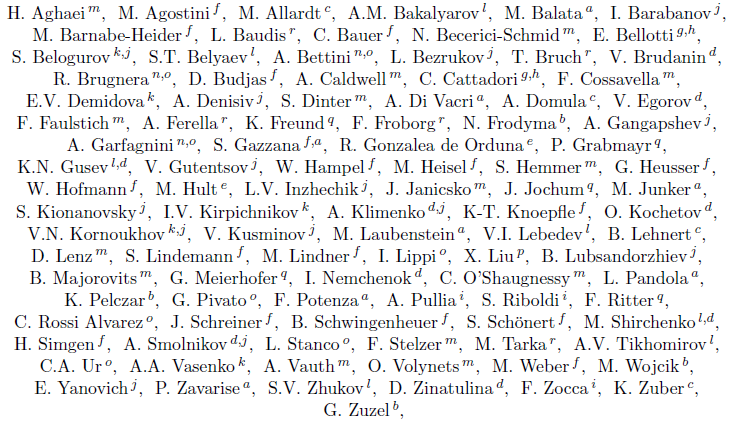 H. Aghaei m, M. Agostini f, M. Allardt c, A.M. Bakalyarov l, M. Balata a, I. Barabanov j,
M. Barnabe-Heider f, L. Baudis r, C. Bauer f, N. Becerici-Schmid m, E. Bellotti g,h,
S. Belogurov k,j, S.T. Belyaev l, A. Bettini n,o, L. Bezrukov j, T. Bruch r, V. Brudanin d,
R. Brugnera n,o, D. Budjas f, A. Caldwell m, C. Cattadori g,h, F. Cossavella m,
E.V. Demidova k, A. Denisiv j, S. Dinter m, A. Di Vacri a, A. Domula c, V. Egorov d,
F. Faulstich m, A. Ferella r, K. Freund q, F. Froborg r, N. Frodyma b, A. Gangapshev j,
A. Garfagnini n,o, S. Gazzana f,a, R. Gonzalea de Orduna e, P. Grabmayr q,
K.N. Gusev l,d, V. Gutentsov j, W. Hampel f, M. Heisel f, S. Hemmer m, G. Heusser f,
W. Hofmann f, M. Hult e, L.V. Inzhechik j, J. Janicsko m, J. Jochum q, M. Junker a,
S. Kionanovsky j, I.V. Kirpichnikov k, A. Klimenko d,j, K-T. Knoepfle f, O. Kochetov d,
V.N. Kornoukhov k,j, V. Kusminov j, M. Laubenstein a, V.I. Lebedev l, B. Lehnert c,
D. Lenz m, S. Lindemann f, M. Lindner f, I. Lippi o, X. Liu p, B. Lubsandorzhiev j,
B. Majorovits m, G. Meierhofer q, I. Nemchenok d, C. O'Shaugnessy m, L. Pandola a,
K. Pelczar b, G. Pivato o, F. Potenza a, A. Pullia i, S. Riboldi i, F. Ritter q,
C. Rossi Alvarez o, J. Schreiner f, B. Schwingenheuer f, S. Schönert f, M. Shirchenko l,d,
H. Simgen f, A. Smolnikov d,j, L. Stanco o, F. Stelzer m, M. Tarka r, A.V. Tikhomirov l,
C.A. Ur o, A.A. Vasenko k, A. Vauth m, O. Volynets m, M. Weber f, M. Wojcik b,
E. Yanovich j, P. Zavarise a, S.V. Zhukov l, D. Zinatulina d, F. Zocca i, K. Zuber c,
G. Zuzel b,